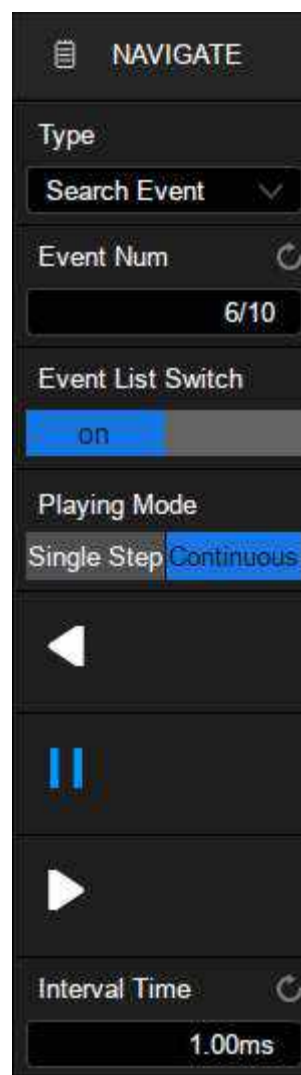 NAVIGATE
Type
Search Event
Event Num
6/10
Event List Switch
on
Playing Mode
Single Step Continuous
Interval Time
1.00ms